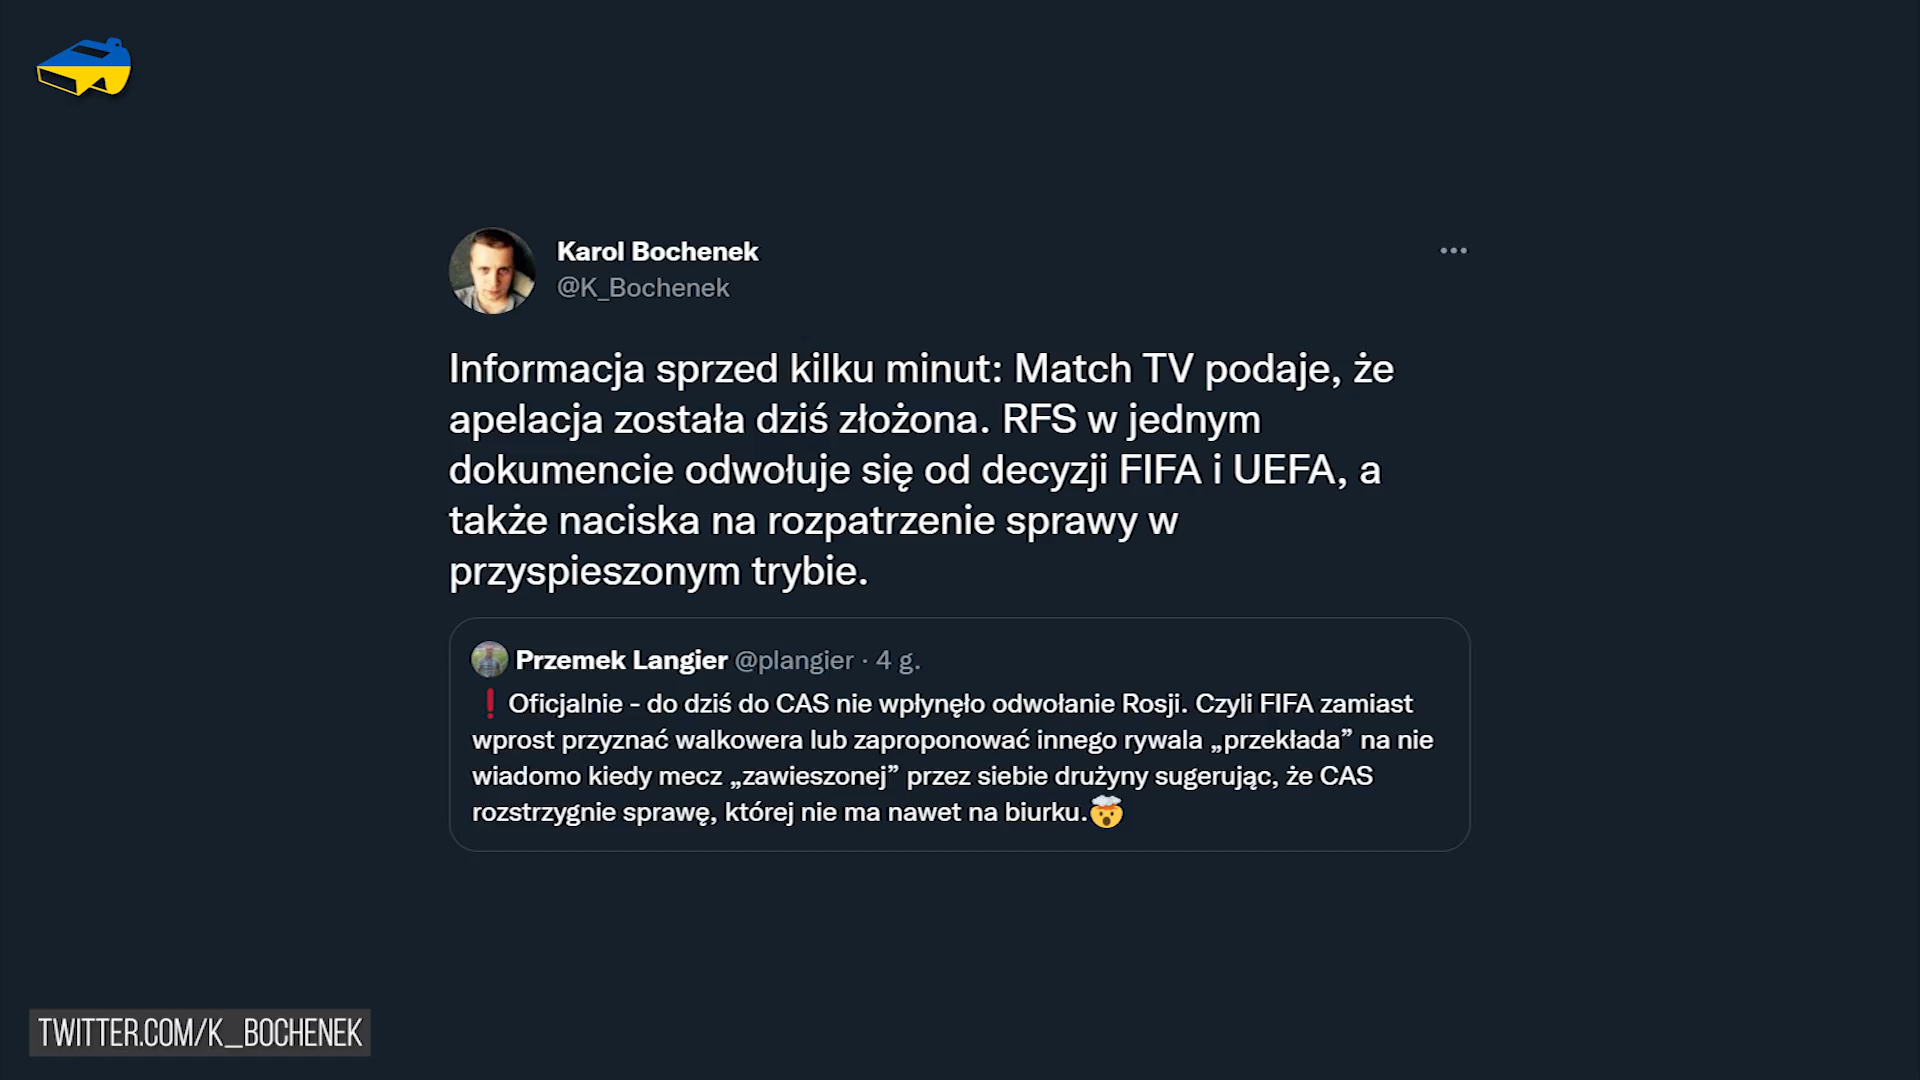 Karol Bochenek
@K_Bochenek
Informacja sprzed kilku minut: Match TV podaje, że
apelacja została dziś złożona. RFS w jednym
dokumencie odwołuje się od decyzji FIFA i UEFA, a
także naciska na rozpatrzenie sprawy w
przyspieszonym trybie.
Przemek Langier @plangier · 4 g.
❗Oficjalnie - do dziś do CAS nie wpłynęło odwołanie Rosji. Czyli FIFA zamiast
wprost przyznać walkowera lub zaproponować innego rywala „przekłada” na nie
wiadomo kiedy mecz „zawieszonej” przez siebie drużyny sugerując, że CAS
rozstrzygnie sprawę, której nie ma nawet na biurku.🤯
TWITTER.COM/K_BOCHENEK